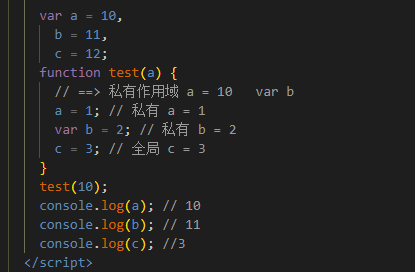 var a = 10,
b = 11,
c = 12;
function test(a) {
// ==> 私有作用域 a = 10 var b
a = 1; // 私有 a = 1
var b = 2; // 私有 b = 2
c = 3; // 全局 c = 3
}
test(10);
console.log(a); // 10
console.log(b); // 11
console.log(c); //3
</script>